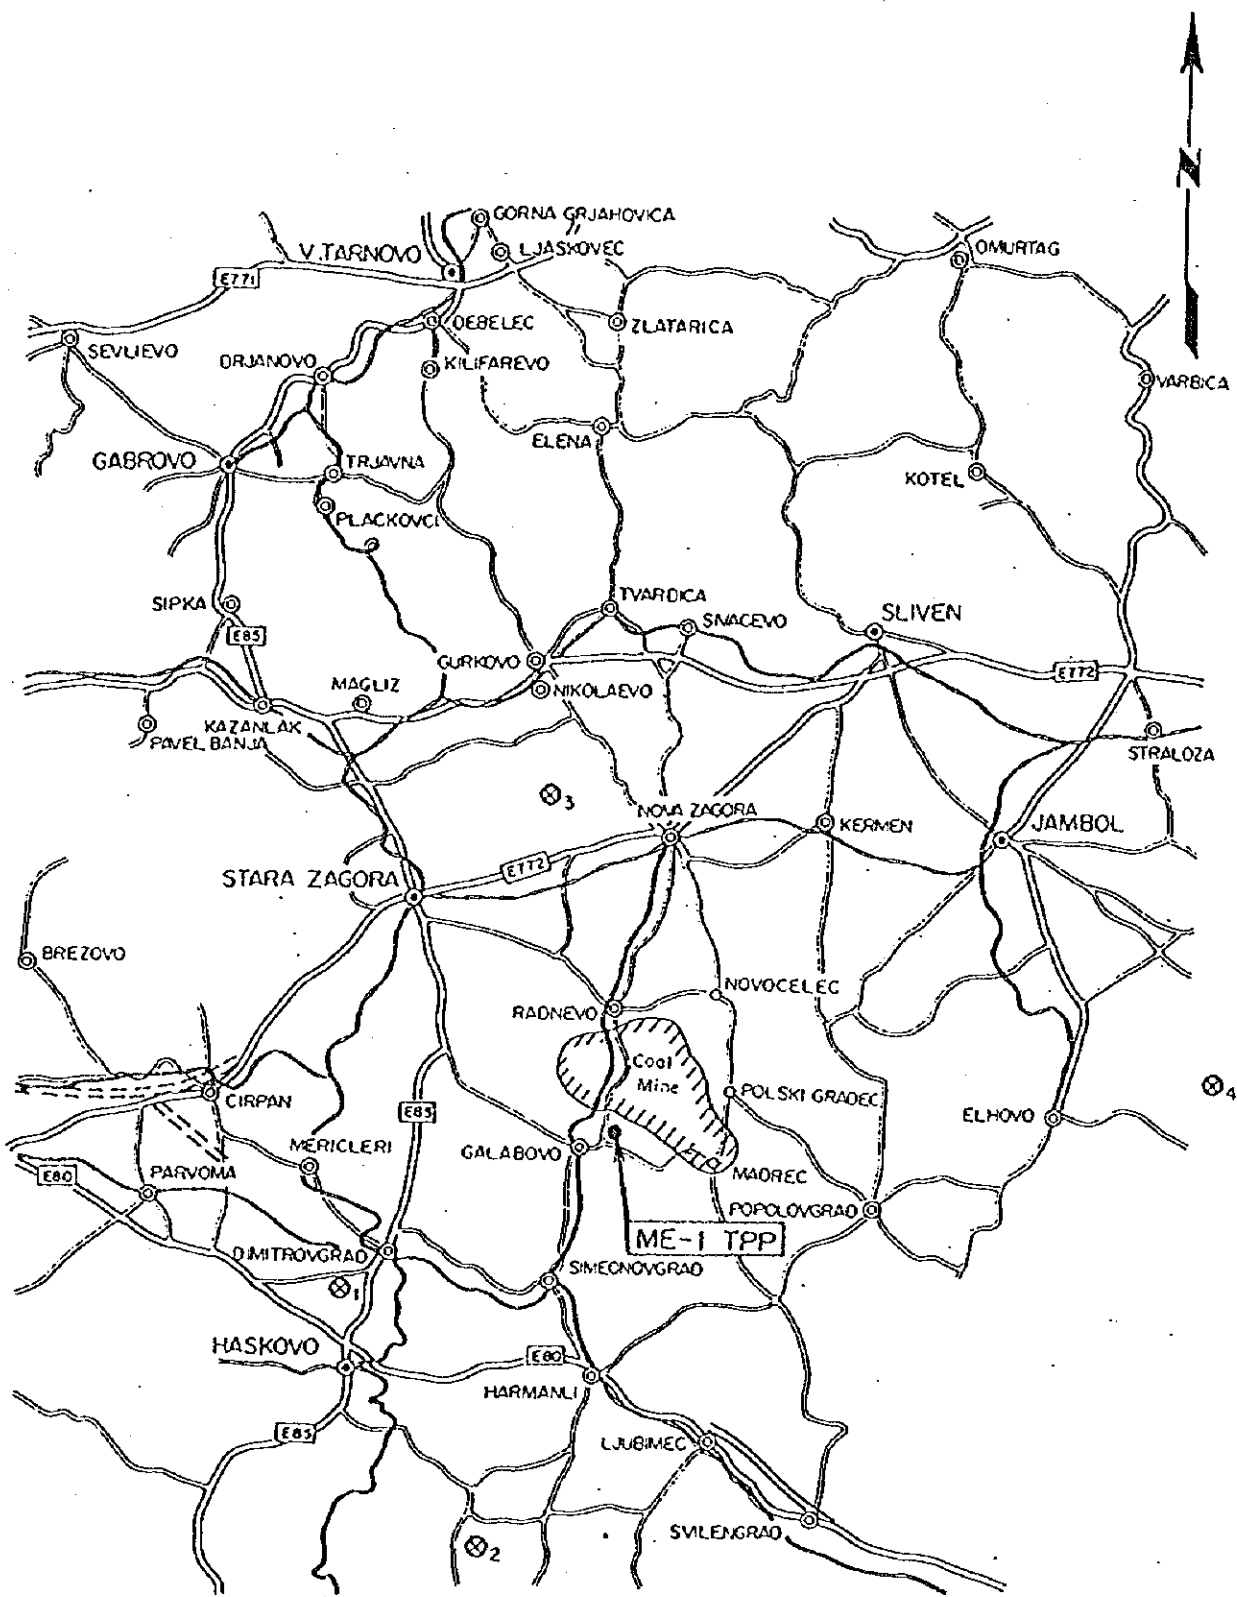 N
GORNA GRJAHOVICA
V. TARNOVO
LJASKOVEC
OMURTAG
E771
DEBELEC
ZLATARICA
SEVLIEVO
DRJANOVO
KILIFAREVO
VARBICA
ELENA
GABROVO
TRJAVNA
KOTEL
PLACKOVCI
SIPKA
TVARDICA
SNACEVO
SLIVEN
E85
GURKOVO
E772
MAGLIZ
NIKOLAEVO
KAZANLAK
PAVEL BANJA
STRALOZA
3
NOVA ZAGORA
KERMEN
JAMBOL
E772
STARA ZAGORA
BREZOVO
NOVOCELEC
RADNEVO
Coal
Mine
CIRPAN
POLSKI GRADEC
4
E85
ELHOVO
MERICLERI
GALABOVO
E80
PARVOMA
MADREC
POPOLOVGRAD
ME-1 TPP
DIMITROVGRAD
SIMEONOVGRAD
1
HASKOVO
E80
HARMANLI
E85
LJUBIMEC
SVILENGRAD
2